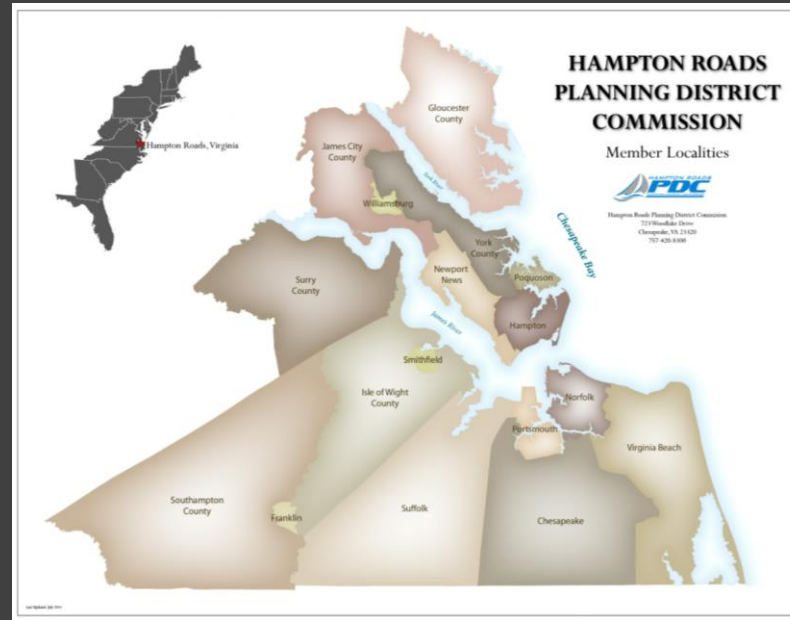 HAMPTON ROADS
PLANNING DISTRICT
COMMISSION
Member Localities
HAMPTON ROADS
PDC
Hampton Roads Planning District Commission
723 Woodlake Drive
Chesapeake, VA 23320
757-420-8300
Hampton Roads, Virginia
Gloucester
County
James City
County
York River
Williamsburg
Chesapeake Bay
York
County
Surry
County
Newport
News
Poquoson
James River
Hampton
Smithfield
Isle of Wight
County
Norfolk
Portsmouth
Virginia Beach
Southampton
County
Franklin
Suffolk
Chesapeake